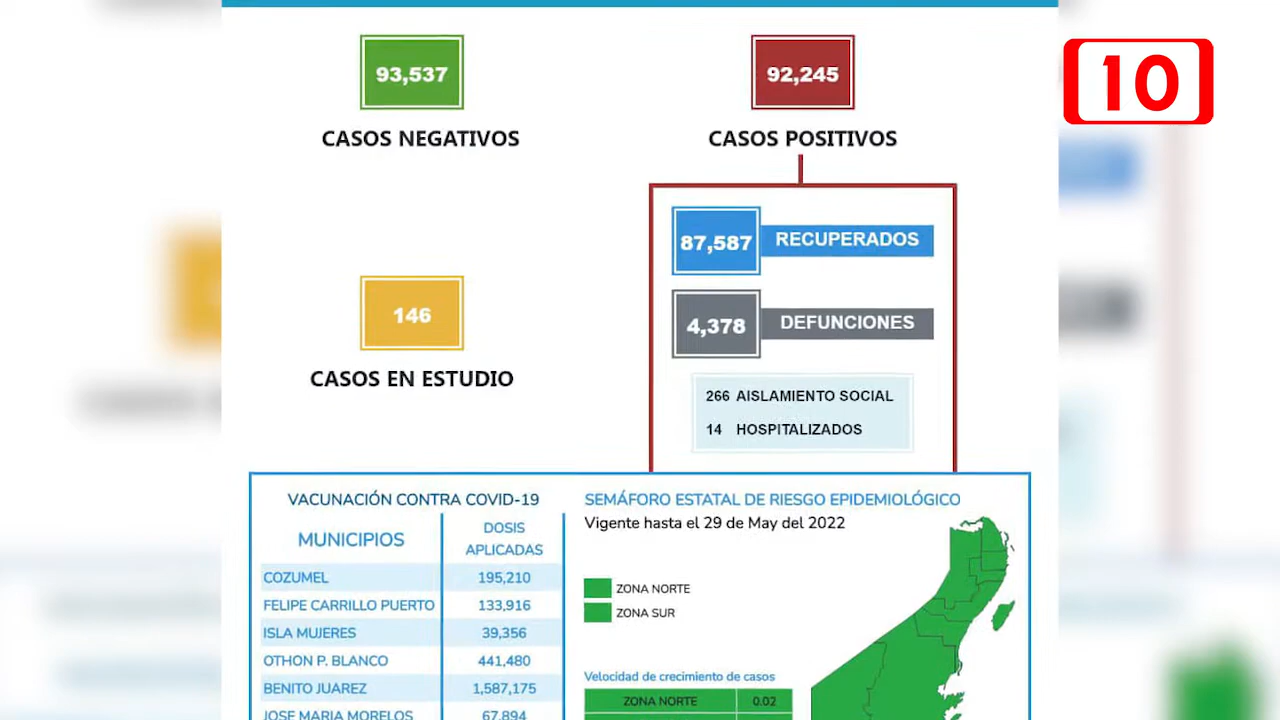 93,537
CASOS NEGATIVOS
92,245
CASOS POSITIVOS
10
87,587 RECUPERADOS
4,378 DEFUNCIONES
146
CASOS EN ESTUDIO
266 AISLAMIENTO SOCIAL
14 HOSPITALIZADOS
VACUNACIÓN CONTRA COVID-19
MUNICIPIOS DOSIS APLICADAS
COZUMEL 195,210
FELIPE CARRILLO PUERTO 133,916
ISLA MUJERES 39,356
OTHON P. BLANCO 441,480
BENITO JUAREZ 1,587,175
JOSE MARIA MORELOS 67,894
SEMÁFORO ESTATAL DE RIESGO EPIDEMIOLÓGICO
Vigente hasta el 29 de May del 2022
ZONA NORTE
ZONA SUR
Velocidad de crecimiento de casos
ZONA NORTE 0.02